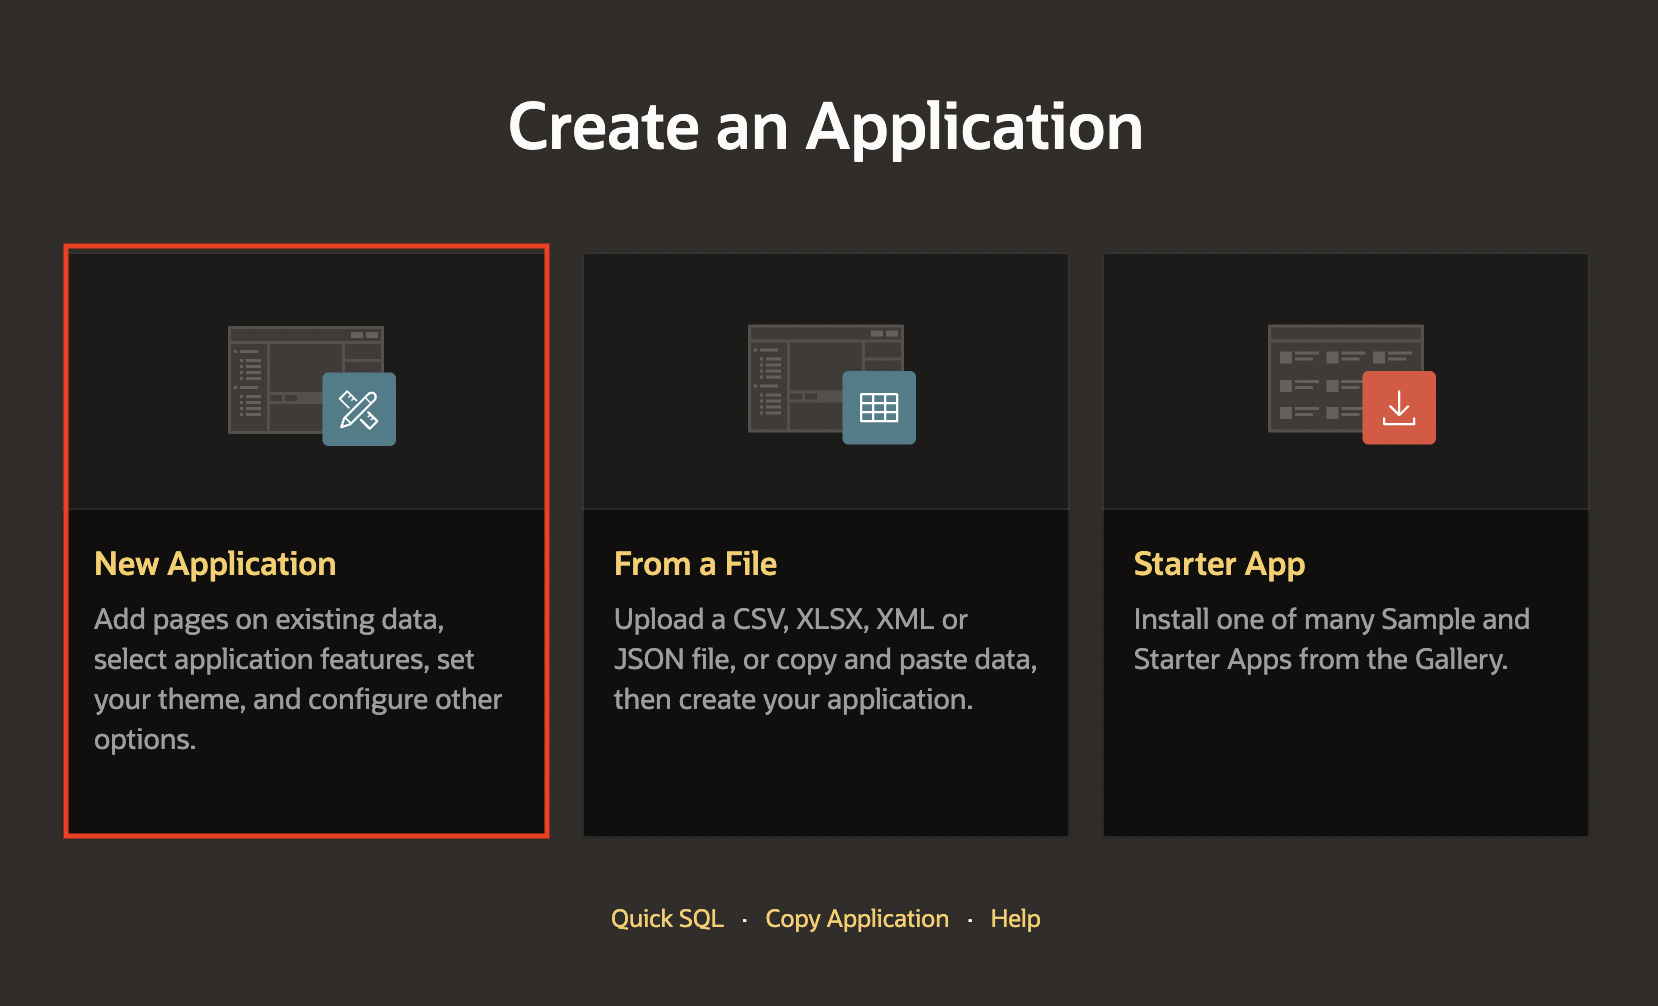 Create an Application
New Application
Add pages on existing data,
select application features, set
your theme, and configure other
options.
From a File
Upload a CSV, XLSX, XML or
JSON file, or copy and paste data,
then create your application.
Starter App
Install one of many Sample and
Starter Apps from the Gallery.
Quick SQL · Copy Application · Help